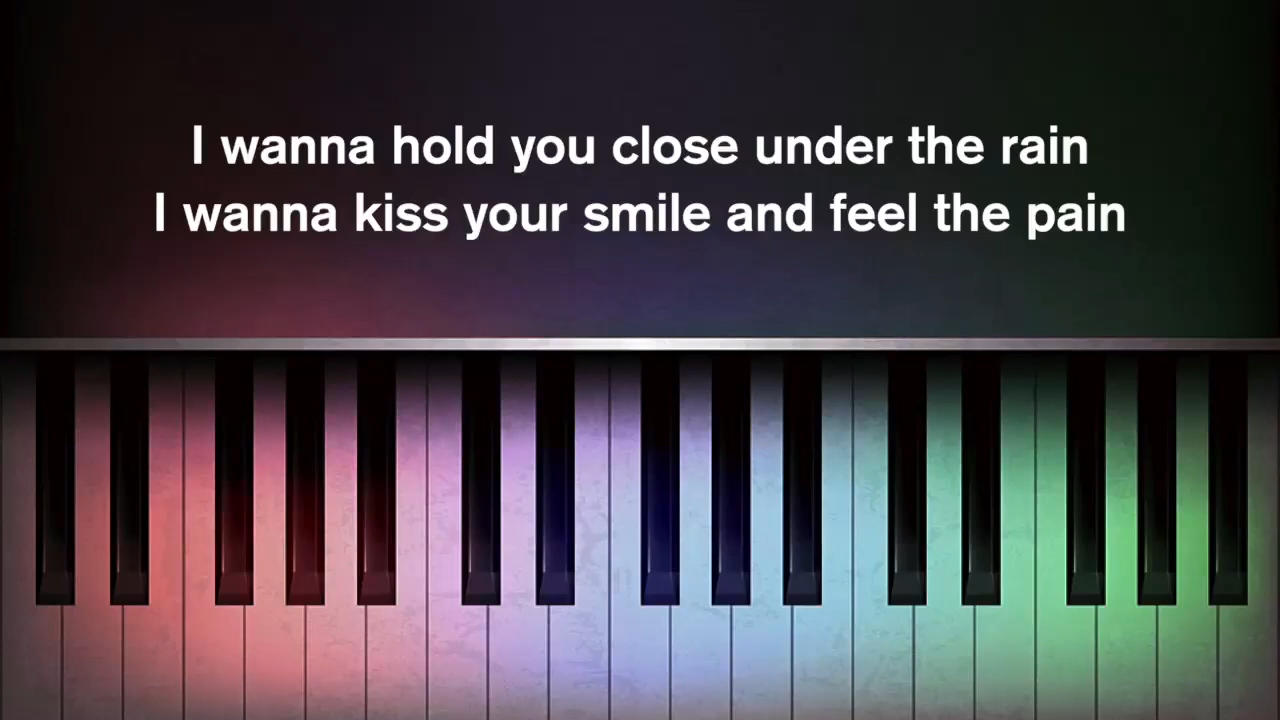 I wanna hold you close under the rain
I wanna kiss your smile and feel the pain